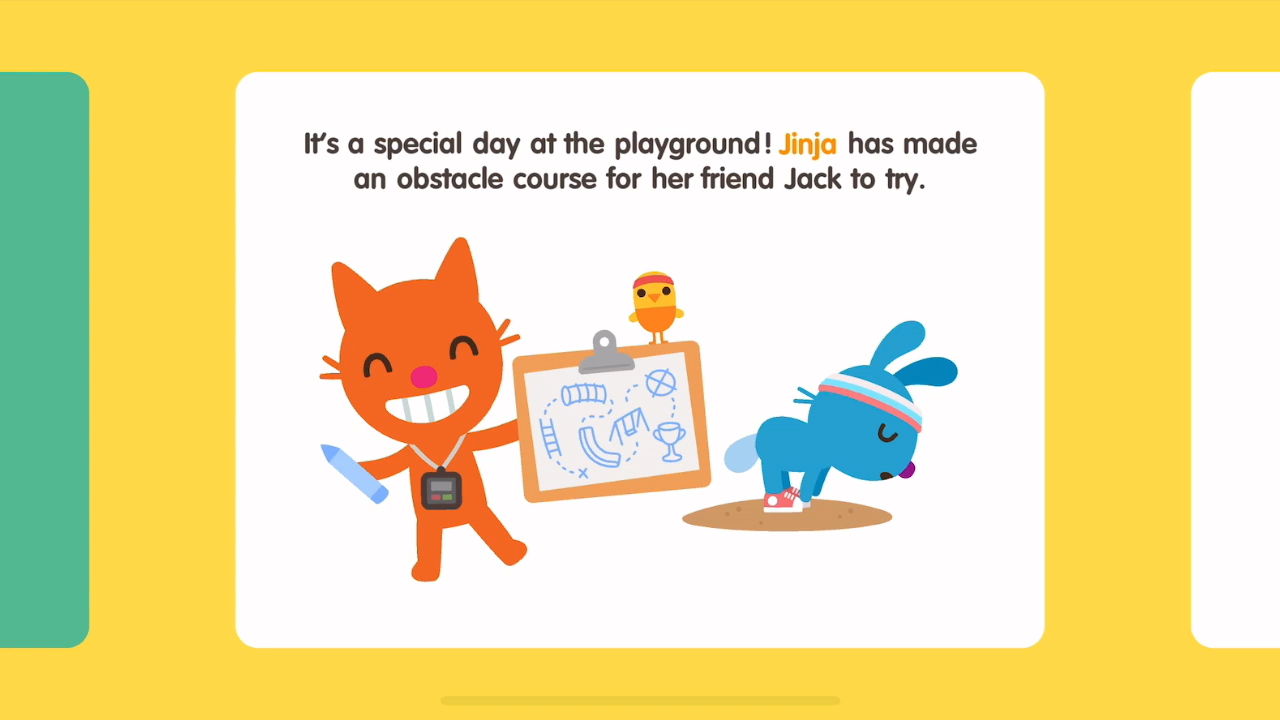 It's a special day at the playground! Jinja has made
an obstacle course for her friend Jack to try.